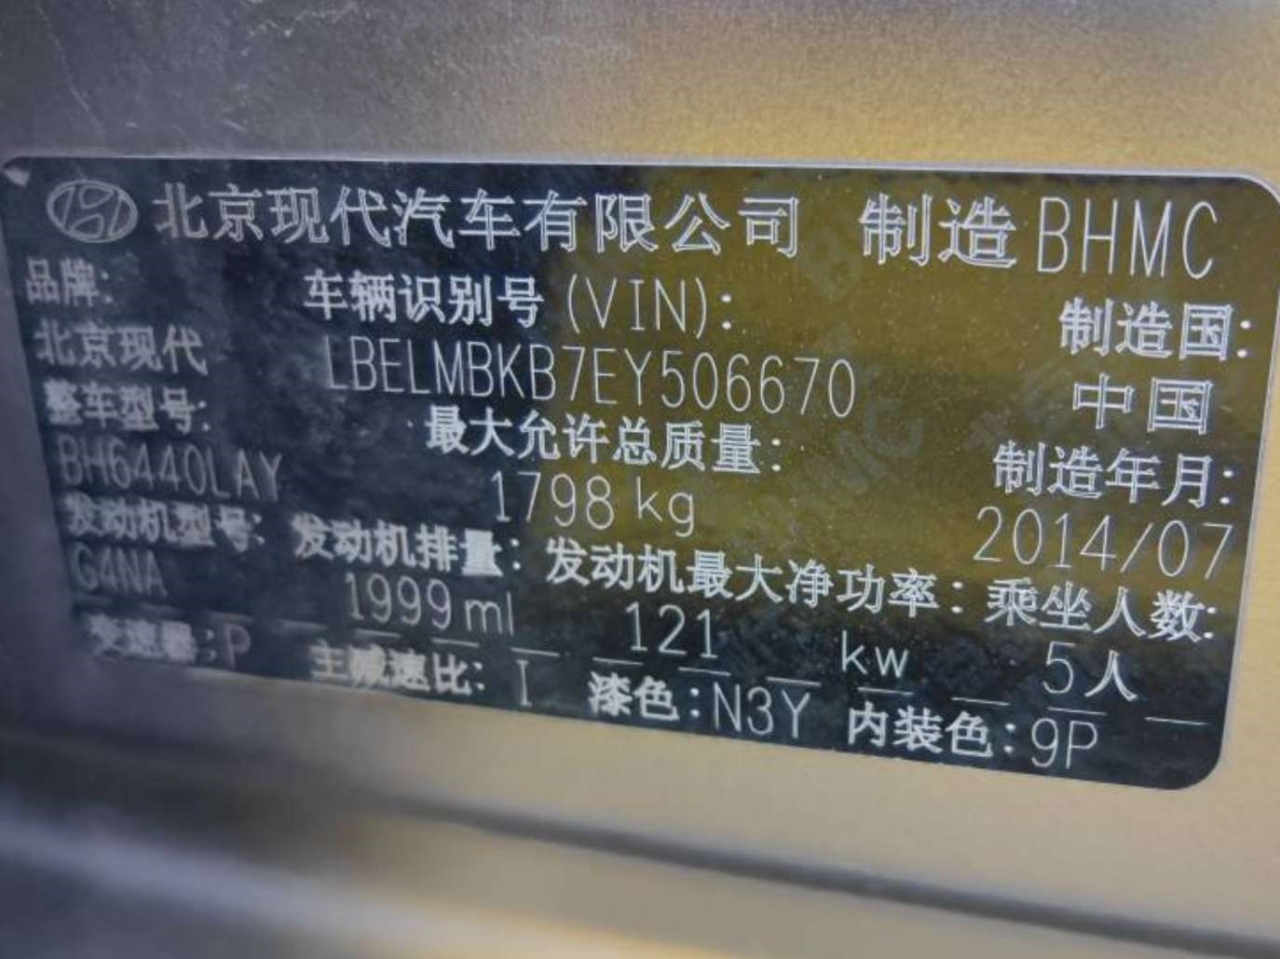 北京现代汽车有限公司 制造 BHMC
品牌: 车辆识别号 (VIN): 制造国:
北京现代 LBELMBKB7EY506670 中国
整车型号: 最大允许总质量: 制造年月:
BH6440LAY 1798 kg 2014/07
发动机型号: 发动机排量: 发动机最大净功率: 乘坐人数:
G4NA 1999 ml 121 kw 5人
变速器:P 主减速比: I 漆色:N3Y 内装色:9P